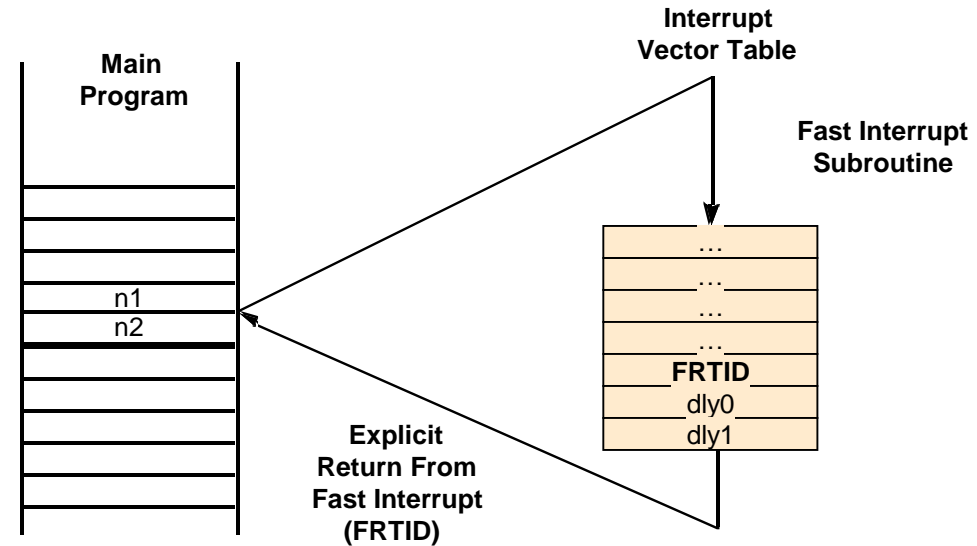 Interrupt
Vector Table
Main
Program
Fast Interrupt
Subroutine
n1
n2
...
...
...
...
FRTID
dly0
dly1
Explicit
Return From
Fast Interrupt
(FRTID)